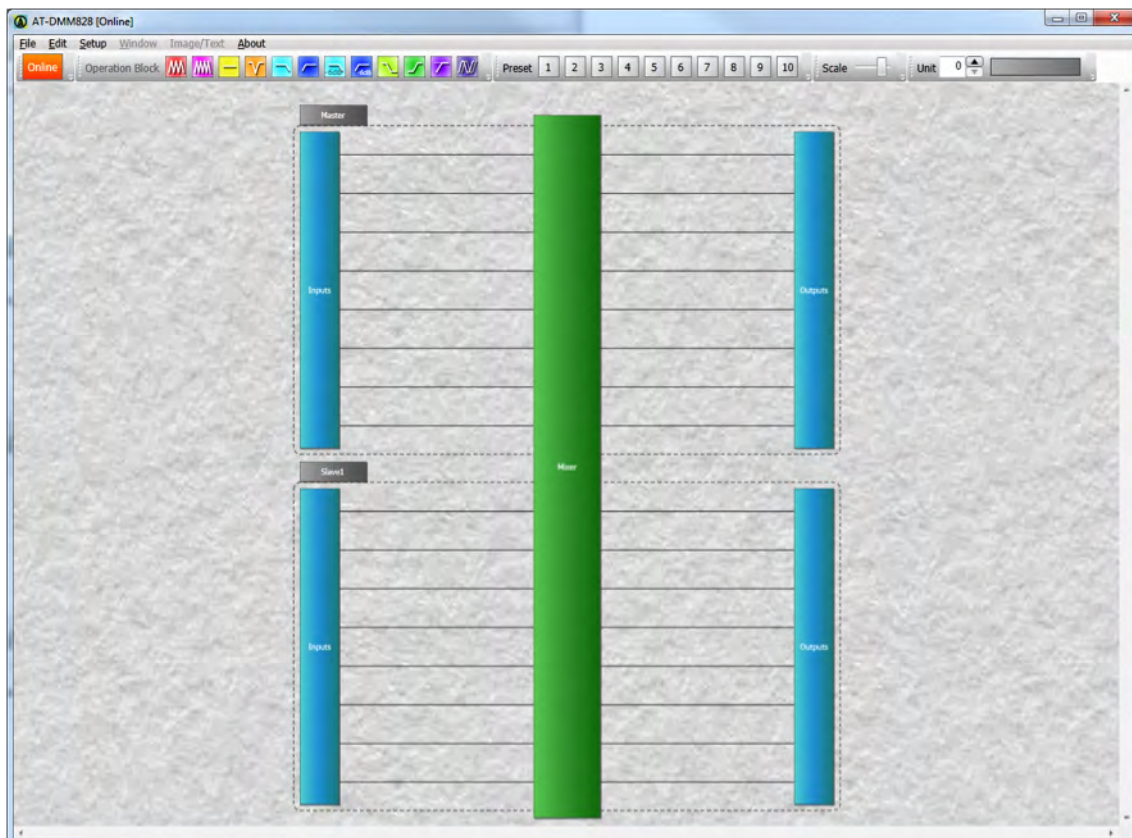 AT-DMM828 [Online]
File Edit Setup Window Image/Text About
Online Operation Block Preset 1 2 3 4 5 6 7 8 9 10 Scale Unit 0
Master
Inputs
Outputs
Mixer
Slave1
Inputs
Outputs